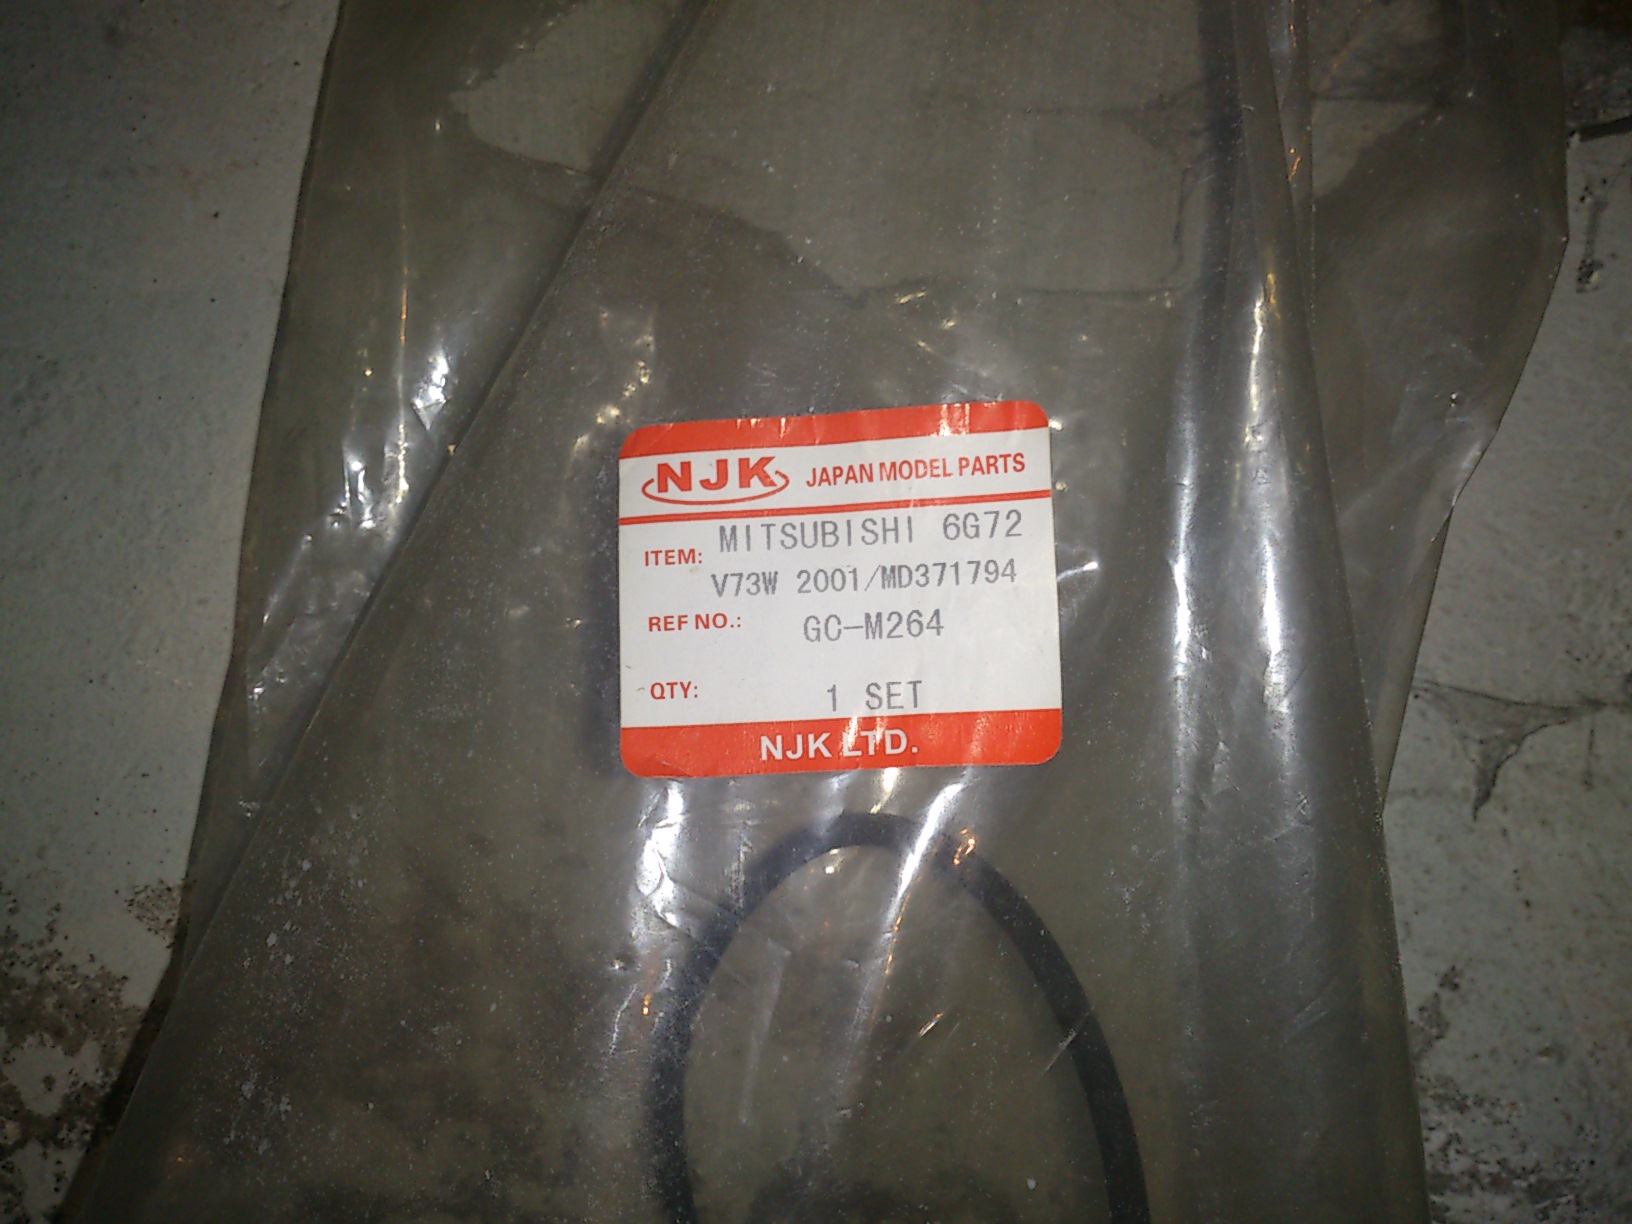 NJK JAPAN MODEL PARTS
ITEM: MITSUBISHI 6G72
V73W 2001/MD371794
REF NO.: GC-M264
QTY: 1 SET
NJK LTD.